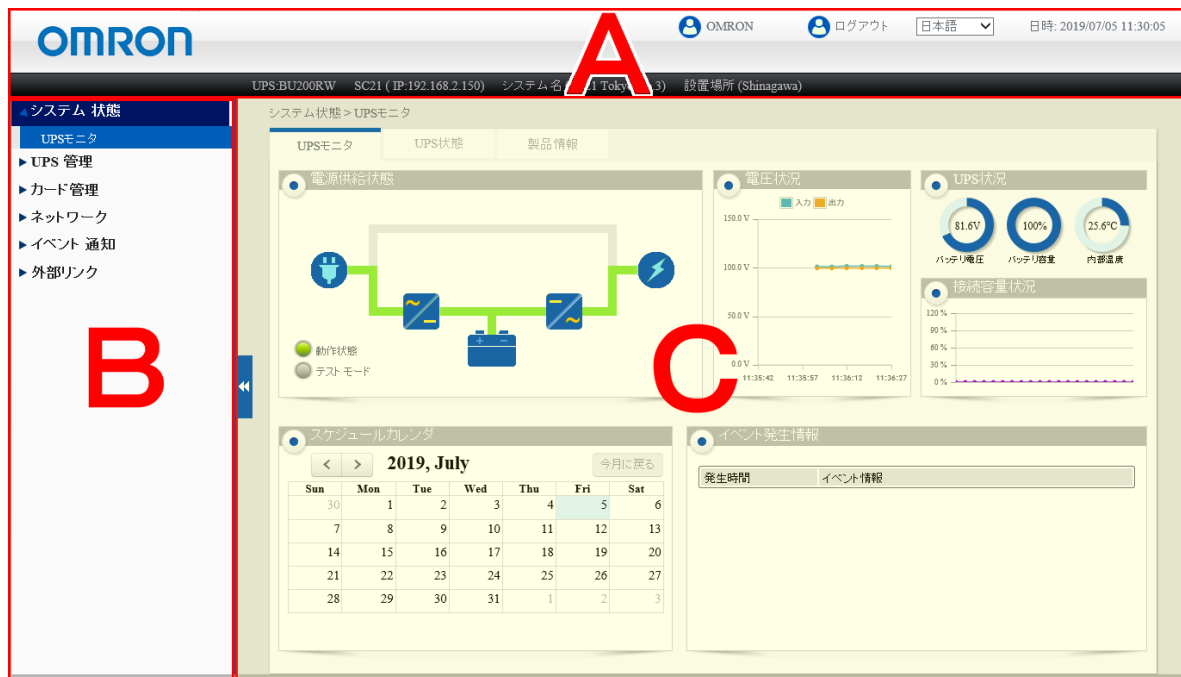 OMRON
OMRON ログアウト 日本語 日時: 2019/07/05 11:30:05
A
UPS:BU200RW SC21 ( IP:192.168.2.150) システム名 設置場所 (Shinagawa)
システム 状態
UPSモニタ
UPS 管理
カード管理
ネットワーク
イベント 通知
外部リンク
B
システム状態 > UPSモニタ
UPSモニタ UPS状態 製品情報
電源供給状態
動作状態
テスト モード
C
電圧状況
入力 出力
150.0 V
100.0 V
50.0 V
0.0 V
11:35:42 11:35:57 11:36:12 11:36:27
UPS状況
81.6V 100% 25.6°C
バッテリ電圧 バッテリ容量 内部温度
接続容量状況
120 %
90 %
60 %
30 %
0 %
スケジュールカレンダ
2019, July 今月に戻る
Sun Mon Tue Wed Thu Fri Sat
30 1 2 3 4 5 6
7 8 9 10 11 12 13
14 15 16 17 18 19 20
21 22 23 24 25 26 27
28 29 30 31 1 2 3
イベント発生情報
発生時間 イベント情報